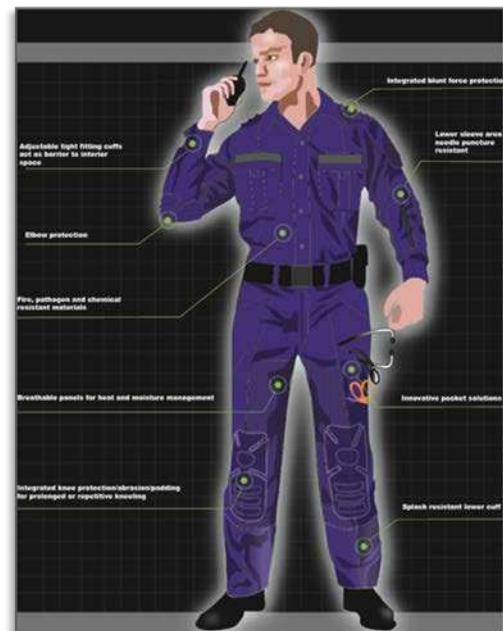 Integrated blunt force protection
Lower sleeve area
needle puncture
resistant
Adjustable tight fitting cuffs
act as barrier to interior
space
Elbow protection
Fire, pathogen and chemical
resistant materials
Breathable panels for heat and moisture management
Innovative pocket solutions
Integrated knee protection/abrasion/padding
for prolonged or repetitive kneeling
Splash resistant lower cuff